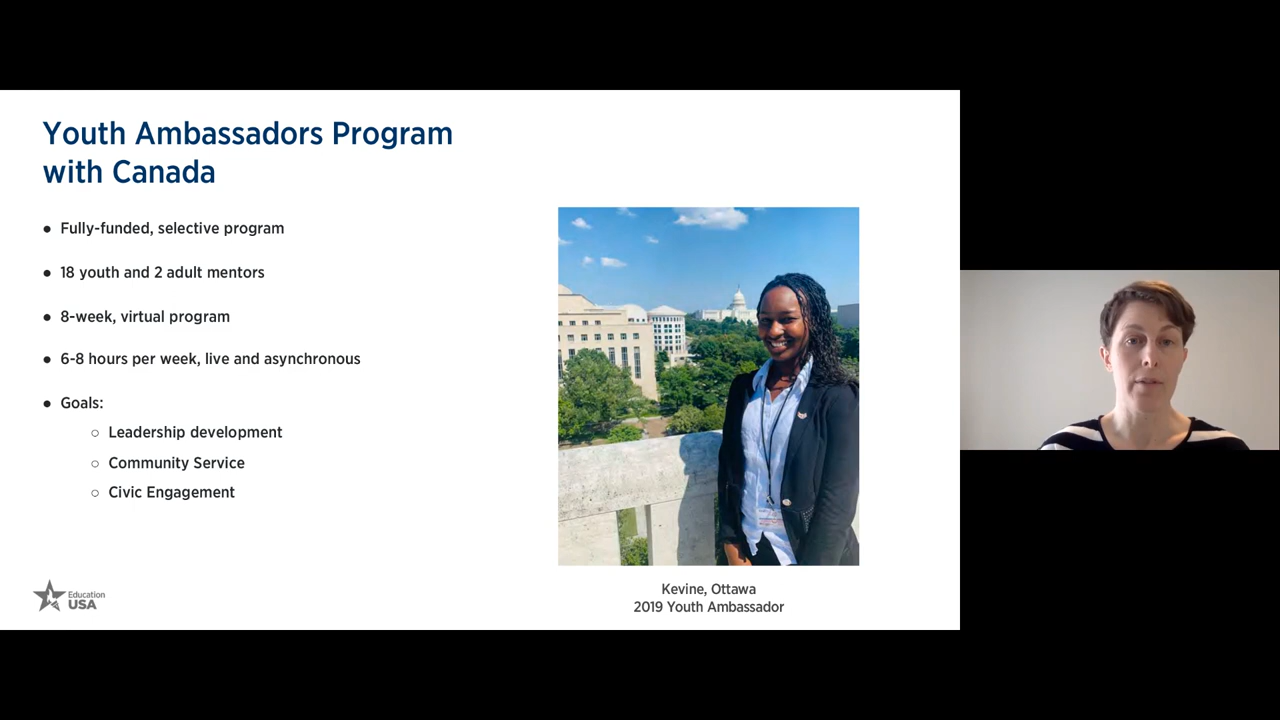 Youth Ambassadors Program
with Canada
● Fully-funded, selective program
● 18 youth and 2 adult mentors
● 8-week, virtual program
● 6-8 hours per week, live and asynchronous
● Goals:
○ Leadership development
○ Community Service
○ Civic Engagement
Kevine, Ottawa
2019 Youth Ambassador
Education
USA